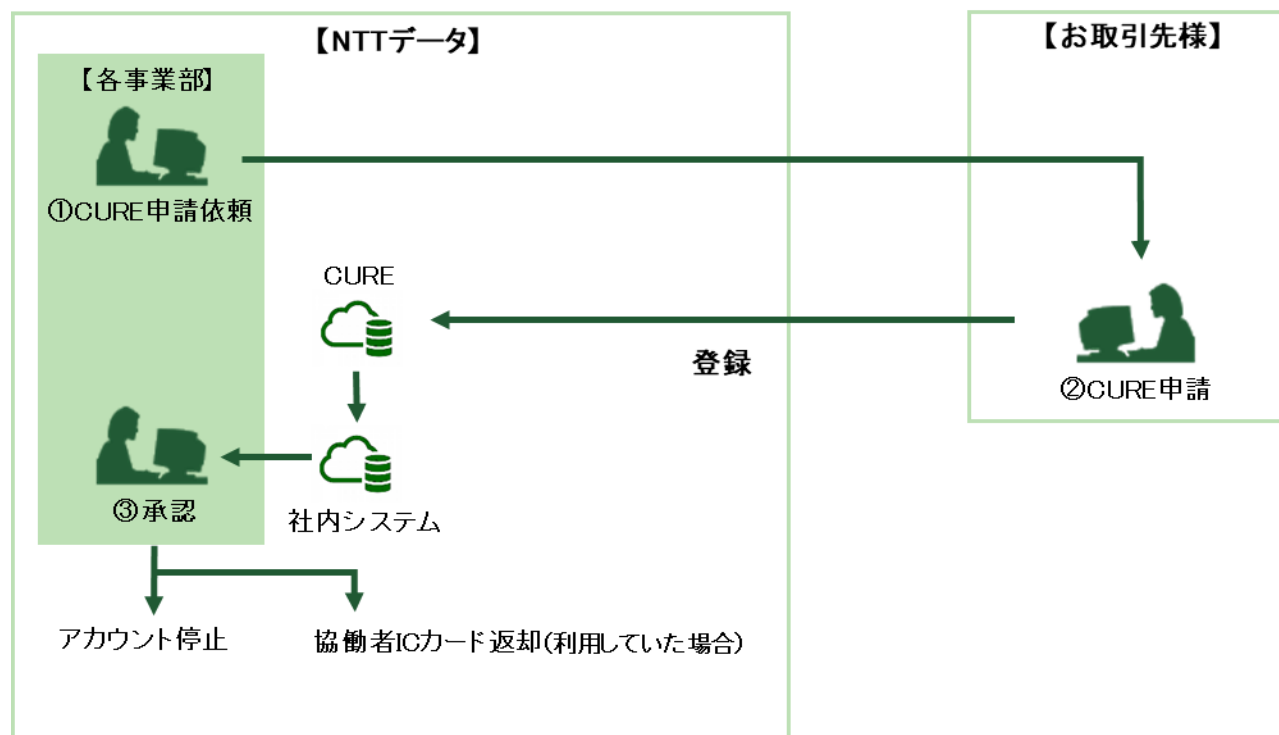 【NTTデータ】
【お取引先様】
【各事業部】
①CURE申請依頼
CURE
登録
②CURE申請
③承認
社内システム
アカウント停止
協働者ICカード返却(利用していた場合)